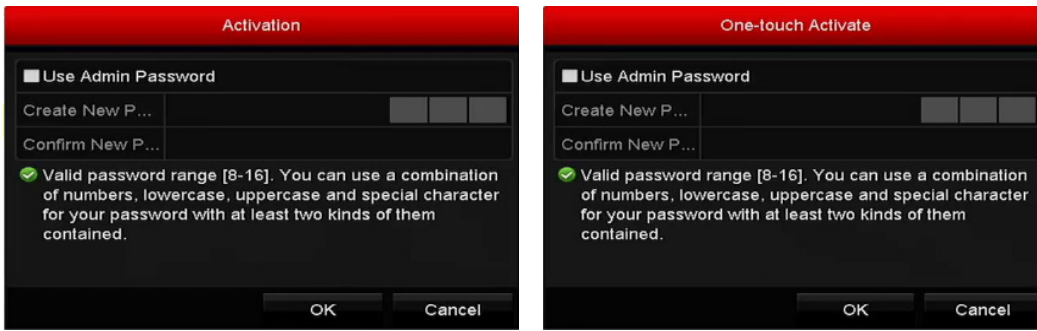 Activation
Use Admin Password
Create New P...
Confirm New P...
Valid password range [8-16]. You can use a combination
of numbers, lowercase, uppercase and special character
for your password with at least two kinds of them
contained.
OK
Cancel
One-touch Activate
Use Admin Password
Create New P...
Confirm New P...
Valid password range [8-16]. You can use a combination
of numbers, lowercase, uppercase and special character
for your password with at least two kinds of them
contained.
OK
Cancel